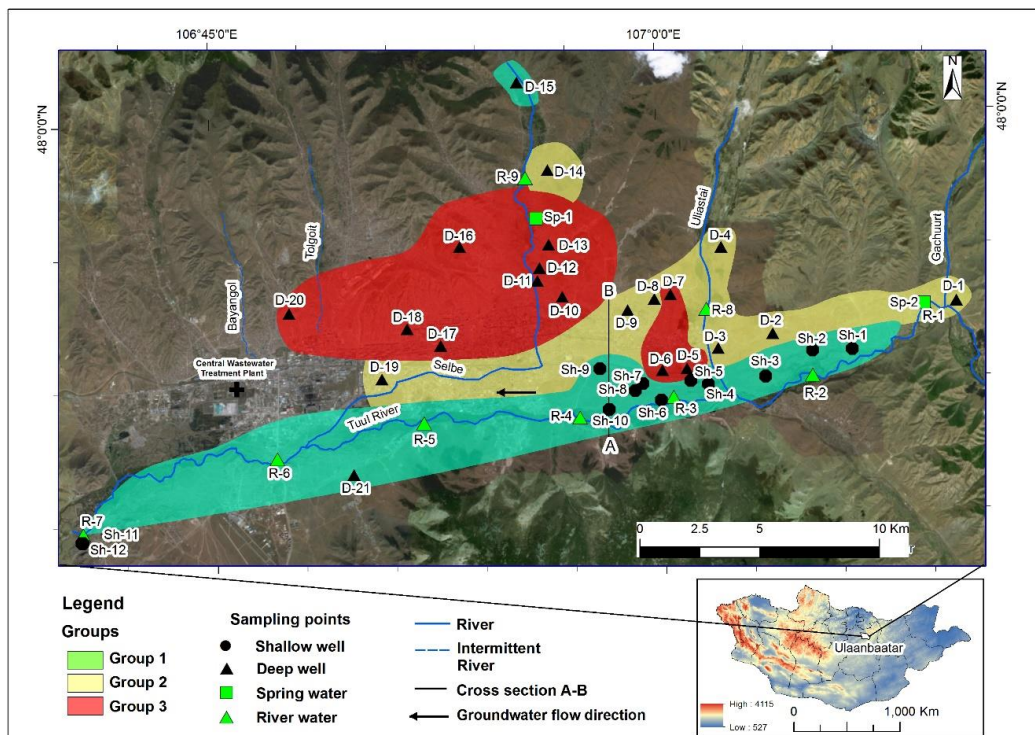 106°45'0"E
107°0'0"E
48°0'0"N
48°0'0"N
N
D-15
D-14
R-9
Sp-1
D-16
D-13
D-12
D-11
D-10
D-20
D-18
D-17
D-19
Bayangol
Tolgoit
Uliastai
Gachuurt
D-4
D-7
D-8
D-9
B
R-8
D-1
Sp-2
R-1
D-2
D-3
Sh-2
Sh-1
Sh-3
D-6
D-5
Sh-5
Sh-4
Sh-9
Sh-7
Sh-8
Sh-6
R-3
R-2
Sh-10
R-4
A
Selbe
Central Wastewater
Treatment Plant
Tuul River
R-5
R-6
D-21
R-7
Sh-11
Sh-12
0 2.5 5 10 Km
Legend
Groups
Group 1
Group 2
Group 3
Sampling points
Shallow well
Deep well
Spring water
River water
River
Intermittent
River
Cross section A-B
Groundwater flow direction
Ulaanbaatar
High : 4115
Low : 527
0 1,000 Km